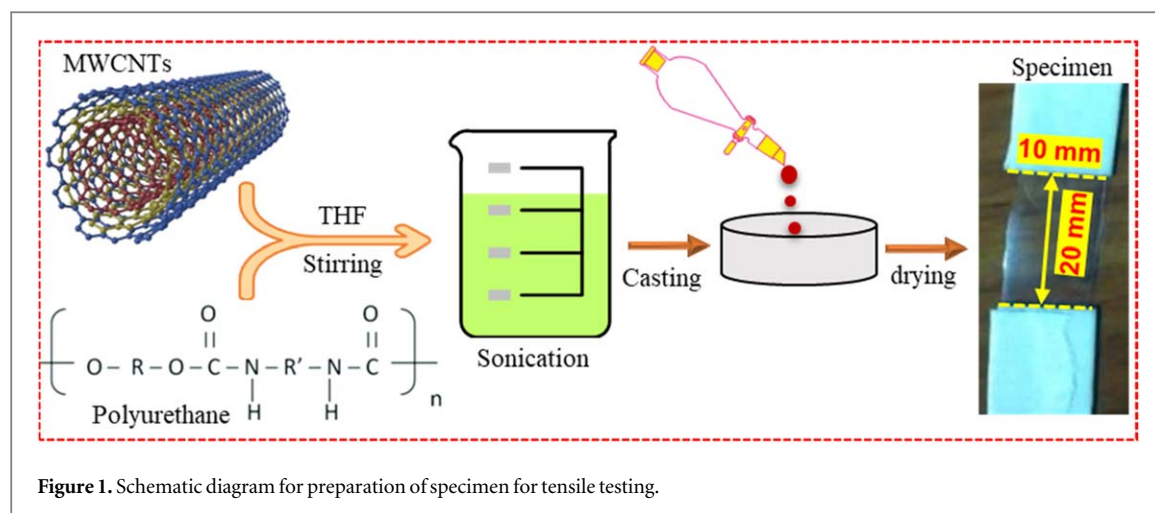 MWCNTs
THF
Stirring
O
O
O – R – O – C – N – R' – N – C
H
H
n
Polyurethane
Sonication
Casting
drying
Specimen
10 mm
20 mm
Figure 1. Schematic diagram for preparation of specimen for tensile testing.